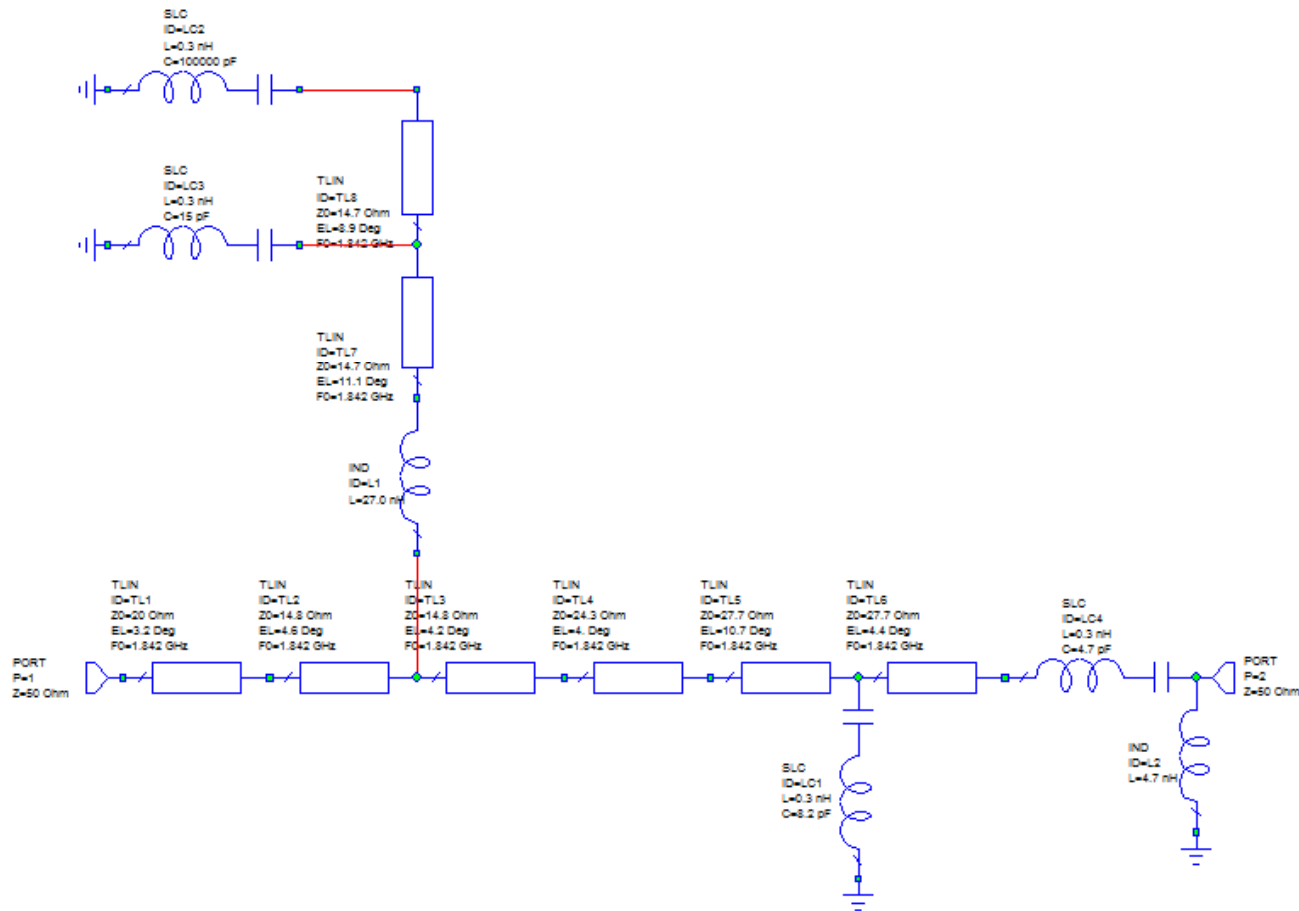 SLC
ID=LC2
L=0.3 nH
C=100000 pF
SLC
ID=LC3
L=0.3 nH
C=15 pF
TLIN
ID=TL8
Z0=14.7 Ohm
EL=8.9 Deg
F0=1.842 GHz
TLIN
ID=TL7
Z0=14.7 Ohm
EL=11.1 Deg
F0=1.842 GHz
IND
ID=L1
L=27.0 nH
TLIN
ID=TL1
Z0=20 Ohm
EL=3.2 Deg
F0=1.842 GHz
TLIN
ID=TL2
Z0=14.8 Ohm
EL=4.6 Deg
F0=1.842 GHz
TLIN
ID=TL3
Z0=14.8 Ohm
EL=4.2 Deg
F0=1.842 GHz
TLIN
ID=TL4
Z0=24.3 Ohm
EL=4. Deg
F0=1.842 GHz
TLIN
ID=TL5
Z0=27.7 Ohm
EL=10.7 Deg
F0=1.842 GHz
TLIN
ID=TL6
Z0=27.7 Ohm
EL=4.4 Deg
F0=1.842 GHz
SLC
ID=LC4
L=0.3 nH
C=4.7 pF
PORT
P=1
Z=50 Ohm
PORT
P=2
Z=50 Ohm
IND
ID=L2
L=4.7 nH
SLC
ID=LC1
L=0.3 nH
C=8.2 pF